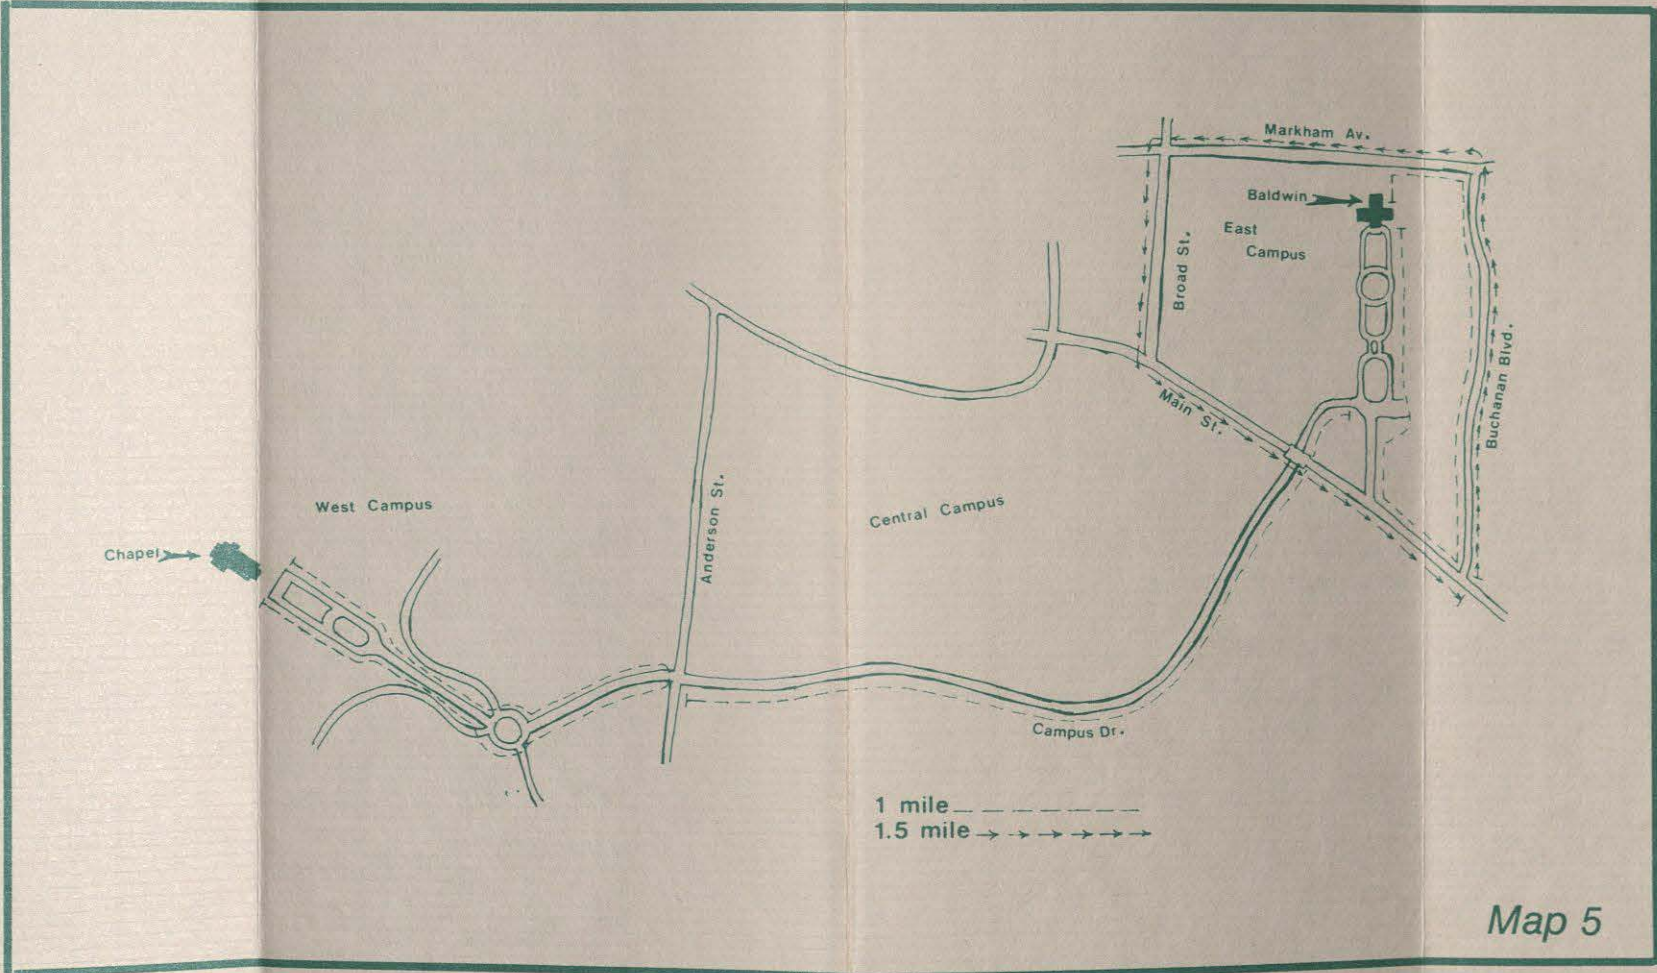 Markham Av.
Baldwin
East
Campus
Broad St.
Buchanan Blvd.
Main St.
West Campus
Chapel
Anderson St.
Central Campus
Campus Dr.
1 mile
1.5 mile
Map 5